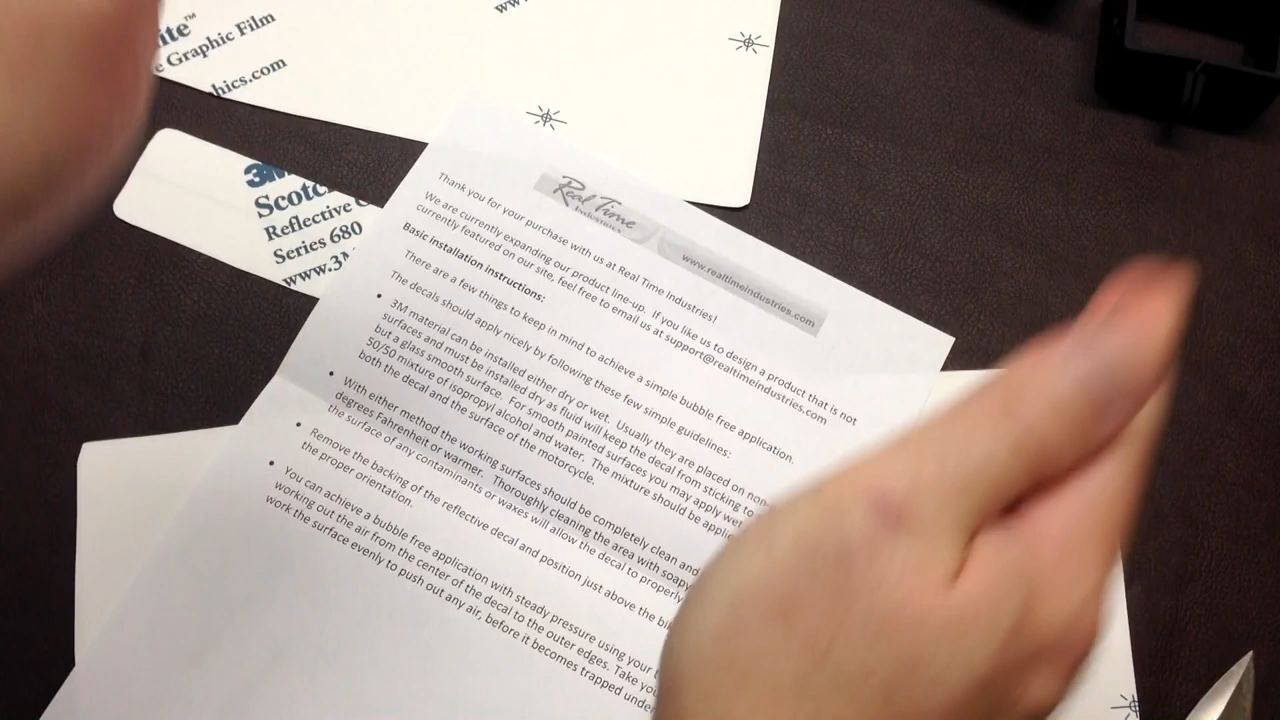 ite™
c Graphic Film
hics.com
ww
3M
Scotc
Reflective
Series 680
www.3M
Real Time
INDUSTRIES
www.realtimeindustries.com
Thank you for your purchase with us at Real Time Industries!
We are currently expanding our product line-up. If you like us to design a product that is not
currently featured on our site, feel free to email us at support@realtimeindustries.com
Basic installation instructions:
There are a few things to keep in mind to achieve a simple bubble free application.
The decals should apply nicely by following these few simple guidelines:
• 3M material can be installed either dry or wet. Usually they are placed on non-
surfaces and must be installed dry as fluid will keep the decal from sticking to
but a glass smooth surface. For smooth painted surfaces you may apply wet
50/50 mixture of isopropyl alcohol and water. The mixture should be applie
both the decal and the surface of the motorcycle.
• With either method the working surfaces should be completely clean and
degrees Fahrenheit or warmer. Thoroughly cleaning the area with soapy
the surface of any contaminants or waxes will allow the decal to properly
• Remove the backing of the reflective decal and position just above the bik
the proper orientation.
• You can achieve a bubble free application with steady pressure using your
working out the air from the center of the decal to the outer edges. Take you
work the surface evenly to push out any air, before it becomes trapped under